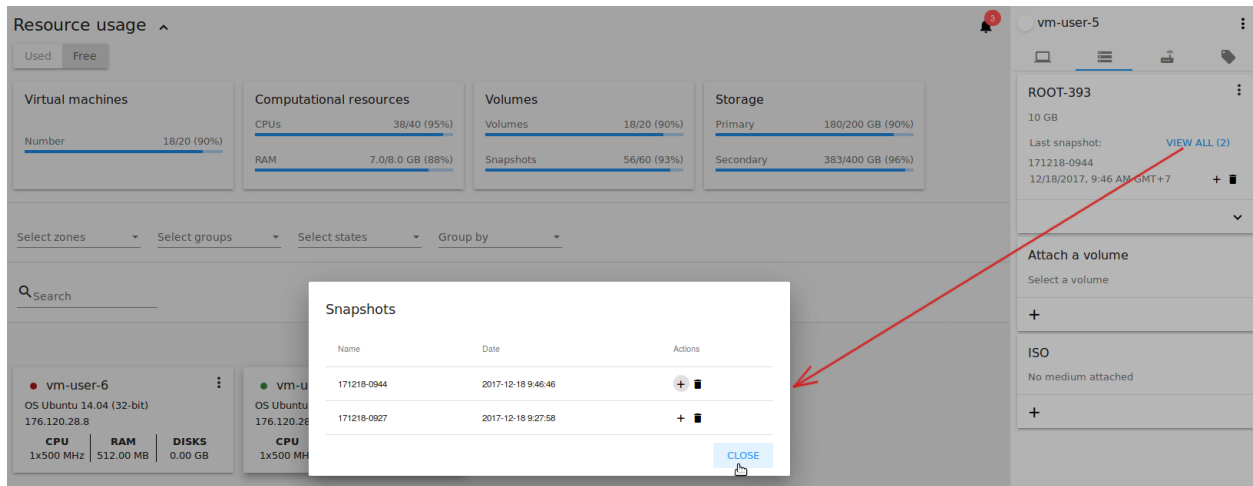 Resource usage
3
Used Free
Virtual machines
Number 18/20 (90%)
Computational resources
CPUs 38/40 (95%)
RAM 7.0/8.0 GB (88%)
Volumes
Volumes 18/20 (90%)
Snapshots 56/60 (93%)
Storage
Primary 180/200 GB (90%)
Secondary 383/400 GB (96%)
Select zones Select groups Select states Group by
Search
vm-user-6
OS Ubuntu 14.04 (32-bit)
176.120.28.8
CPU RAM DISKS
1x500 MHz 512.00 MB 0.00 GB
vm-u
OS Ubuntu
176.120.28
CPU
1x500 MH
Snapshots
Name Date Actions
171218-0944 2017-12-18 9:46:46
171218-0927 2017-12-18 9:27:58
CLOSE
vm-user-5
ROOT-393
10 GB
Last snapshot: VIEW ALL (2)
171218-0944
12/18/2017, 9:46 AM GMT+7
Attach a volume
Select a volume
ISO
No medium attached